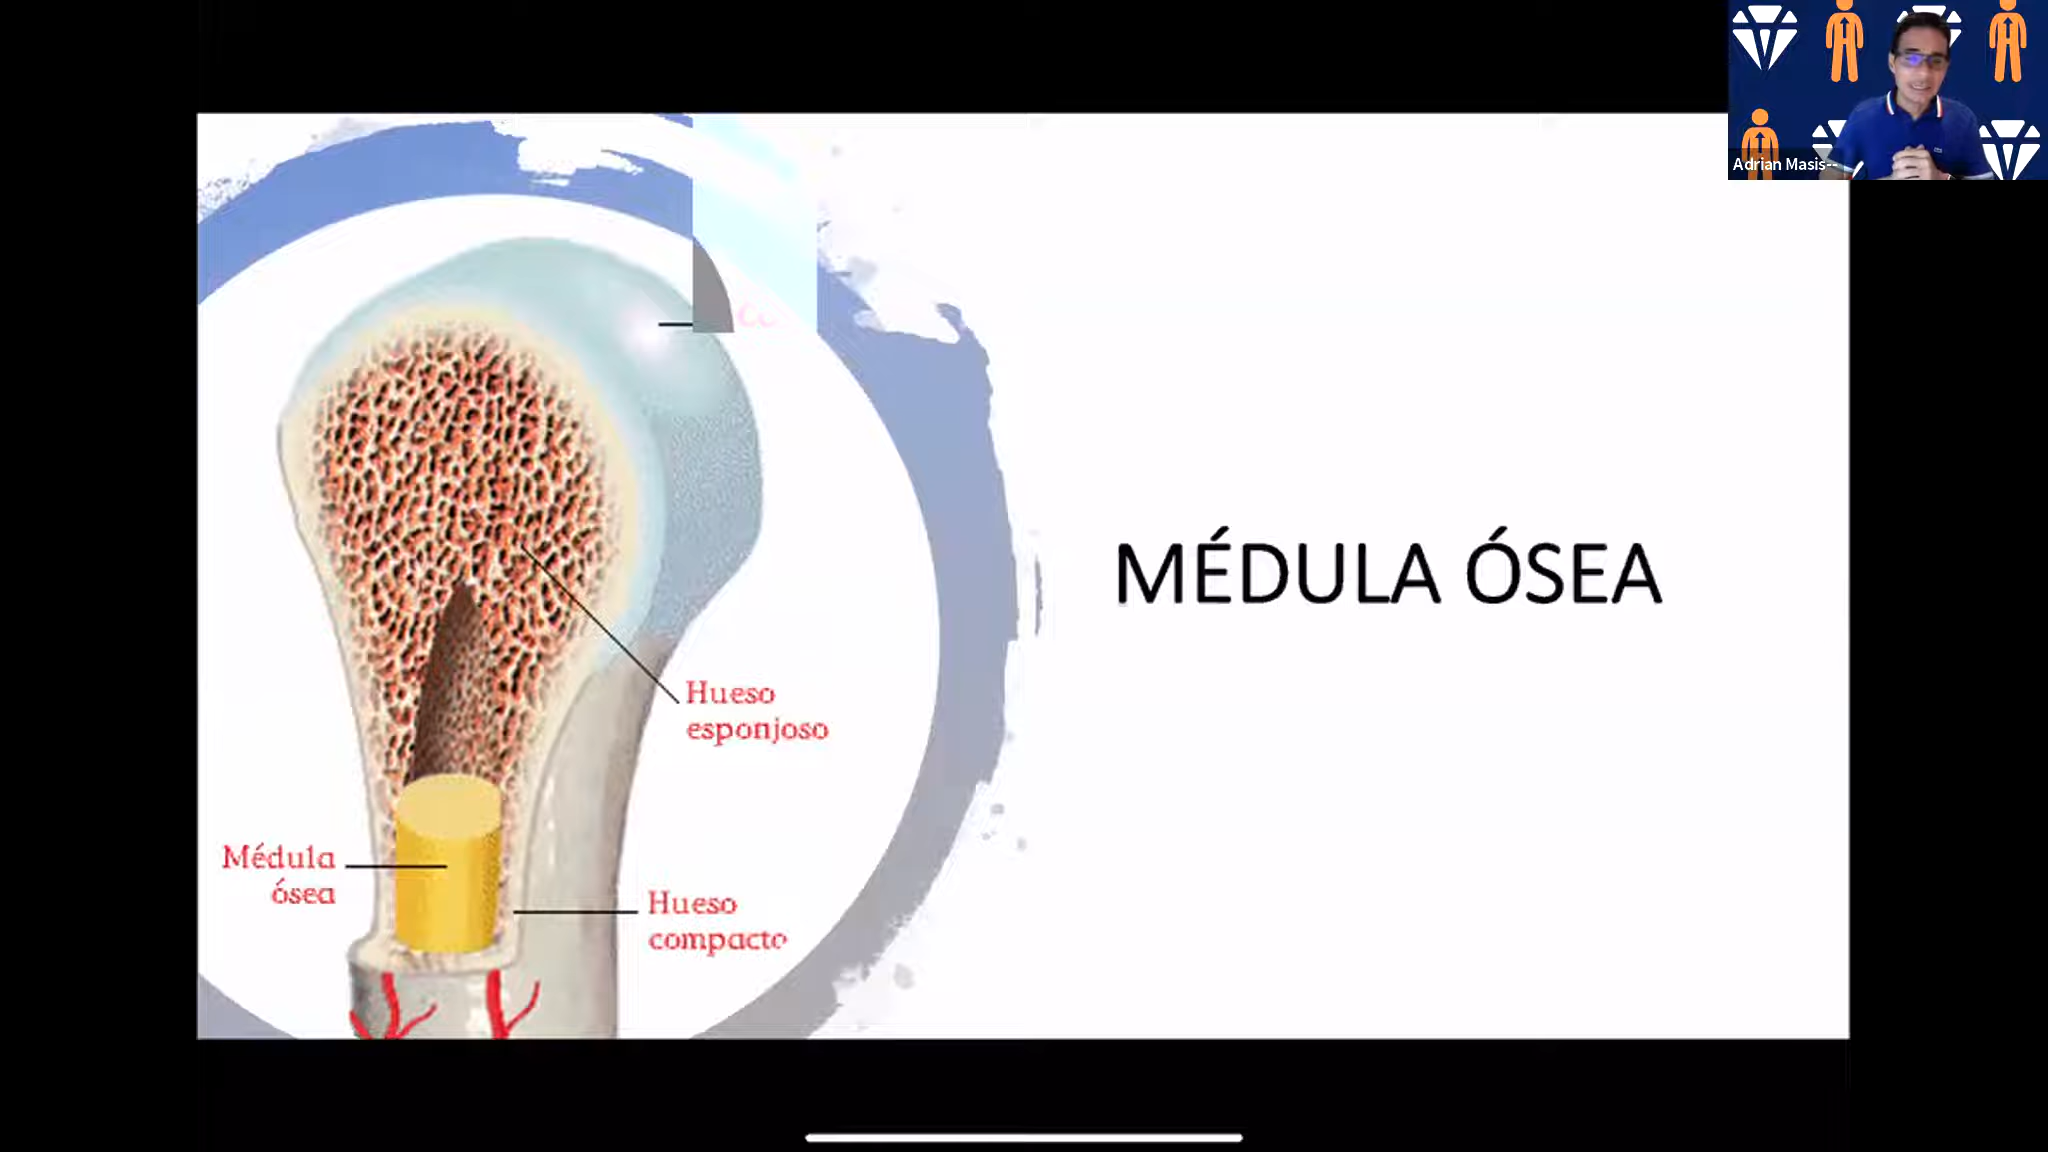 Adrian Masis--
MÉDULA ÓSEA
Hueso
esponjoso
Médula
ósea
Hueso
compacto